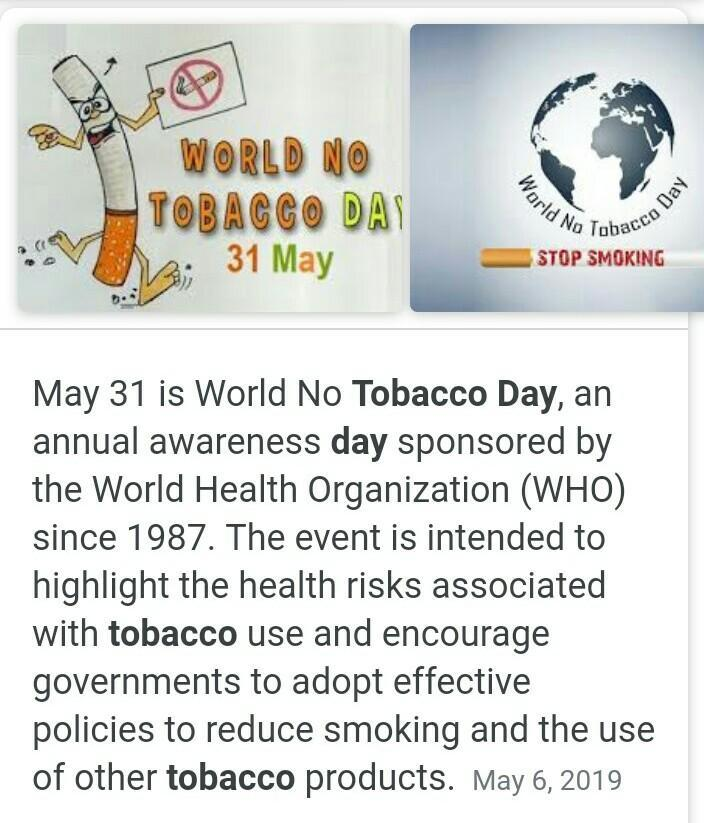 WORLD NO
TOBACCO DAY
31 May
World No Tobacco Day
STOP SMOKING
May 31 is World No Tobacco Day, an
annual awareness day sponsored by
the World Health Organization (WHO)
since 1987. The event is intended to
highlight the health risks associated
with tobacco use and encourage
governments to adopt effective
policies to reduce smoking and the use
of other tobacco products. May 6, 2019